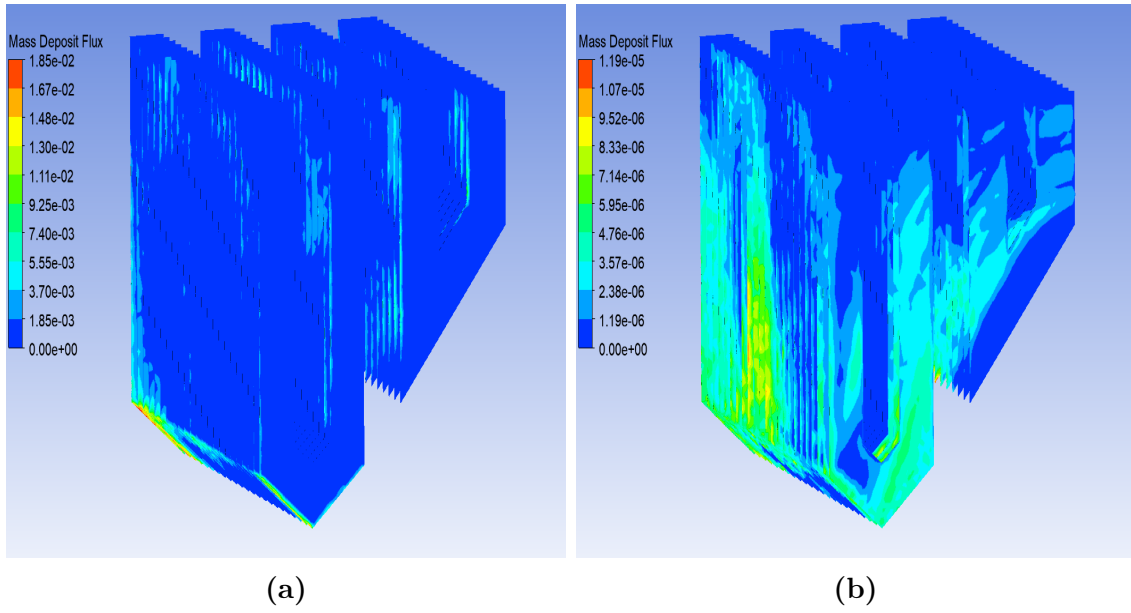 Mass Deposit Flux
1.85e-02
1.67e-02
1.48e-02
1.30e-02
1.11e-02
9.25e-03
7.40e-03
5.55e-03
3.70e-03
1.85e-03
0.00e+00
(a)
Mass Deposit Flux
1.19e-05
1.07e-05
9.52e-06
8.33e-06
7.14e-06
5.95e-06
4.76e-06
3.57e-06
2.38e-06
1.19e-06
0.00e+00
(b)